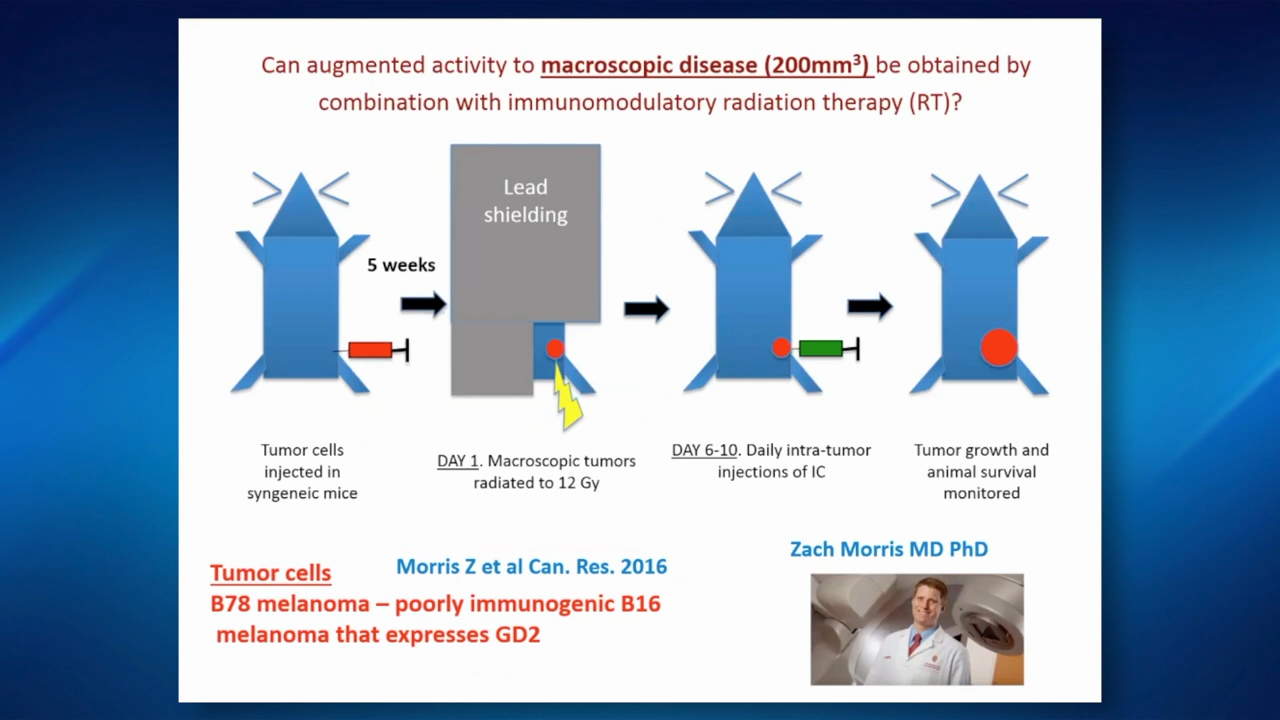 Can augmented activity to macroscopic disease (200mm³) be obtained by
combination with immunomodulatory radiation therapy (RT)?
Lead
shielding
5 weeks
Tumor cells
injected in
syngeneic mice
DAY 1. Macroscopic tumors
radiated to 12 Gy
DAY 6-10. Daily intra-tumor
injections of IC
Tumor growth and
animal survival
monitored
Zach Morris MD PhD
Morris Z et al Can. Res. 2016
Tumor cells
B78 melanoma – poorly immunogenic B16
melanoma that expresses GD2